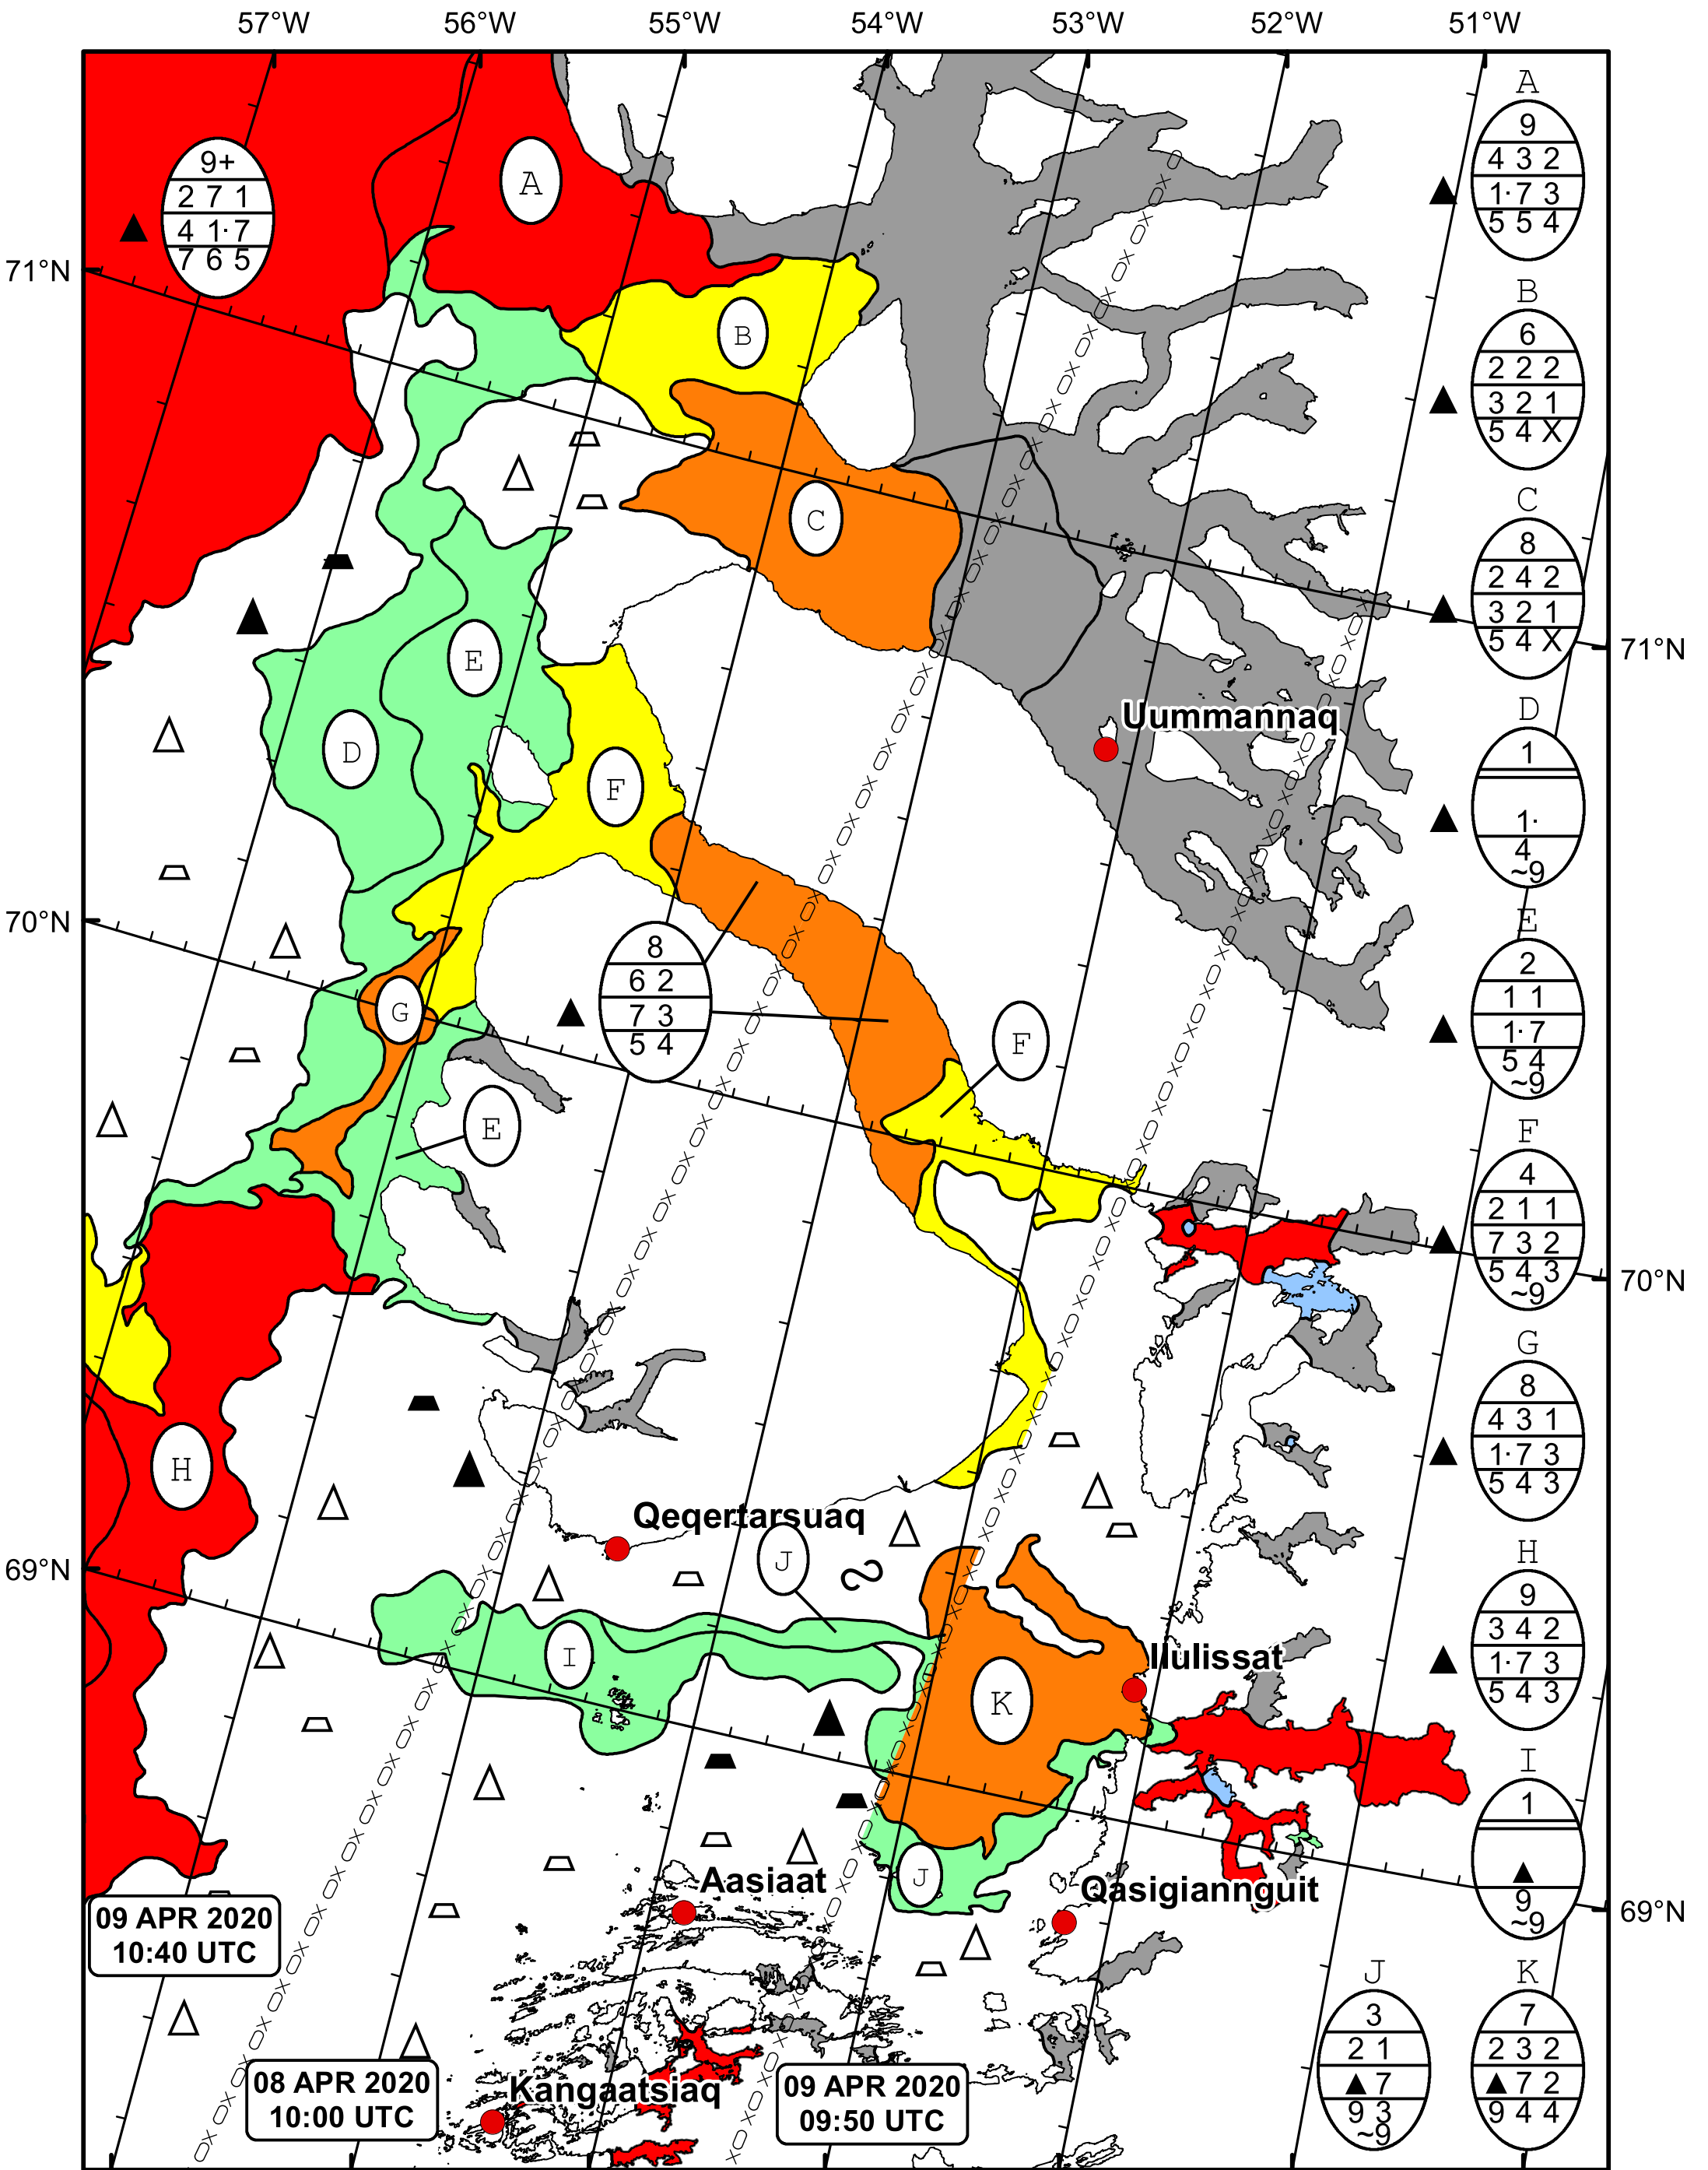 57°W 56°W 55°W 54°W 53°W 52°W 51°W
71°N
70°N
69°N
71°N
70°N
69°N
9+
2 7 1
4 1· 7
7 6 5
A
B
C
D
E
F
G
8
6 2
7 3
5 4
F
E
H
I
J
K
J
Uummannaq
Qeqertarsuaq
Ilulissat
Aasiaat
Qasigiannguit
Kangaatsiaq
09 APR 2020
10:40 UTC
08 APR 2020
10:00 UTC
09 APR 2020
09:50 UTC
A
9
4 3 2
1· 7 3
5 5 4
B
6
2 2 2
3 2 1
5 4 X
C
8
2 4 2
3 2 1
5 4 X
D
1
1·
4
~9
E
2
1 1
1· 7
5 4
~9
F
4
2 1 1
7 3 2
5 4 3
~9
G
8
4 3 1
1· 7 3
5 4 3
H
9
3 4 2
1· 7 3
5 4 3
I
1
▲
9
~9
J
3
2 1
▲ 7
9 3
~9
K
7
2 3 2
▲ 7 2
9 4 4